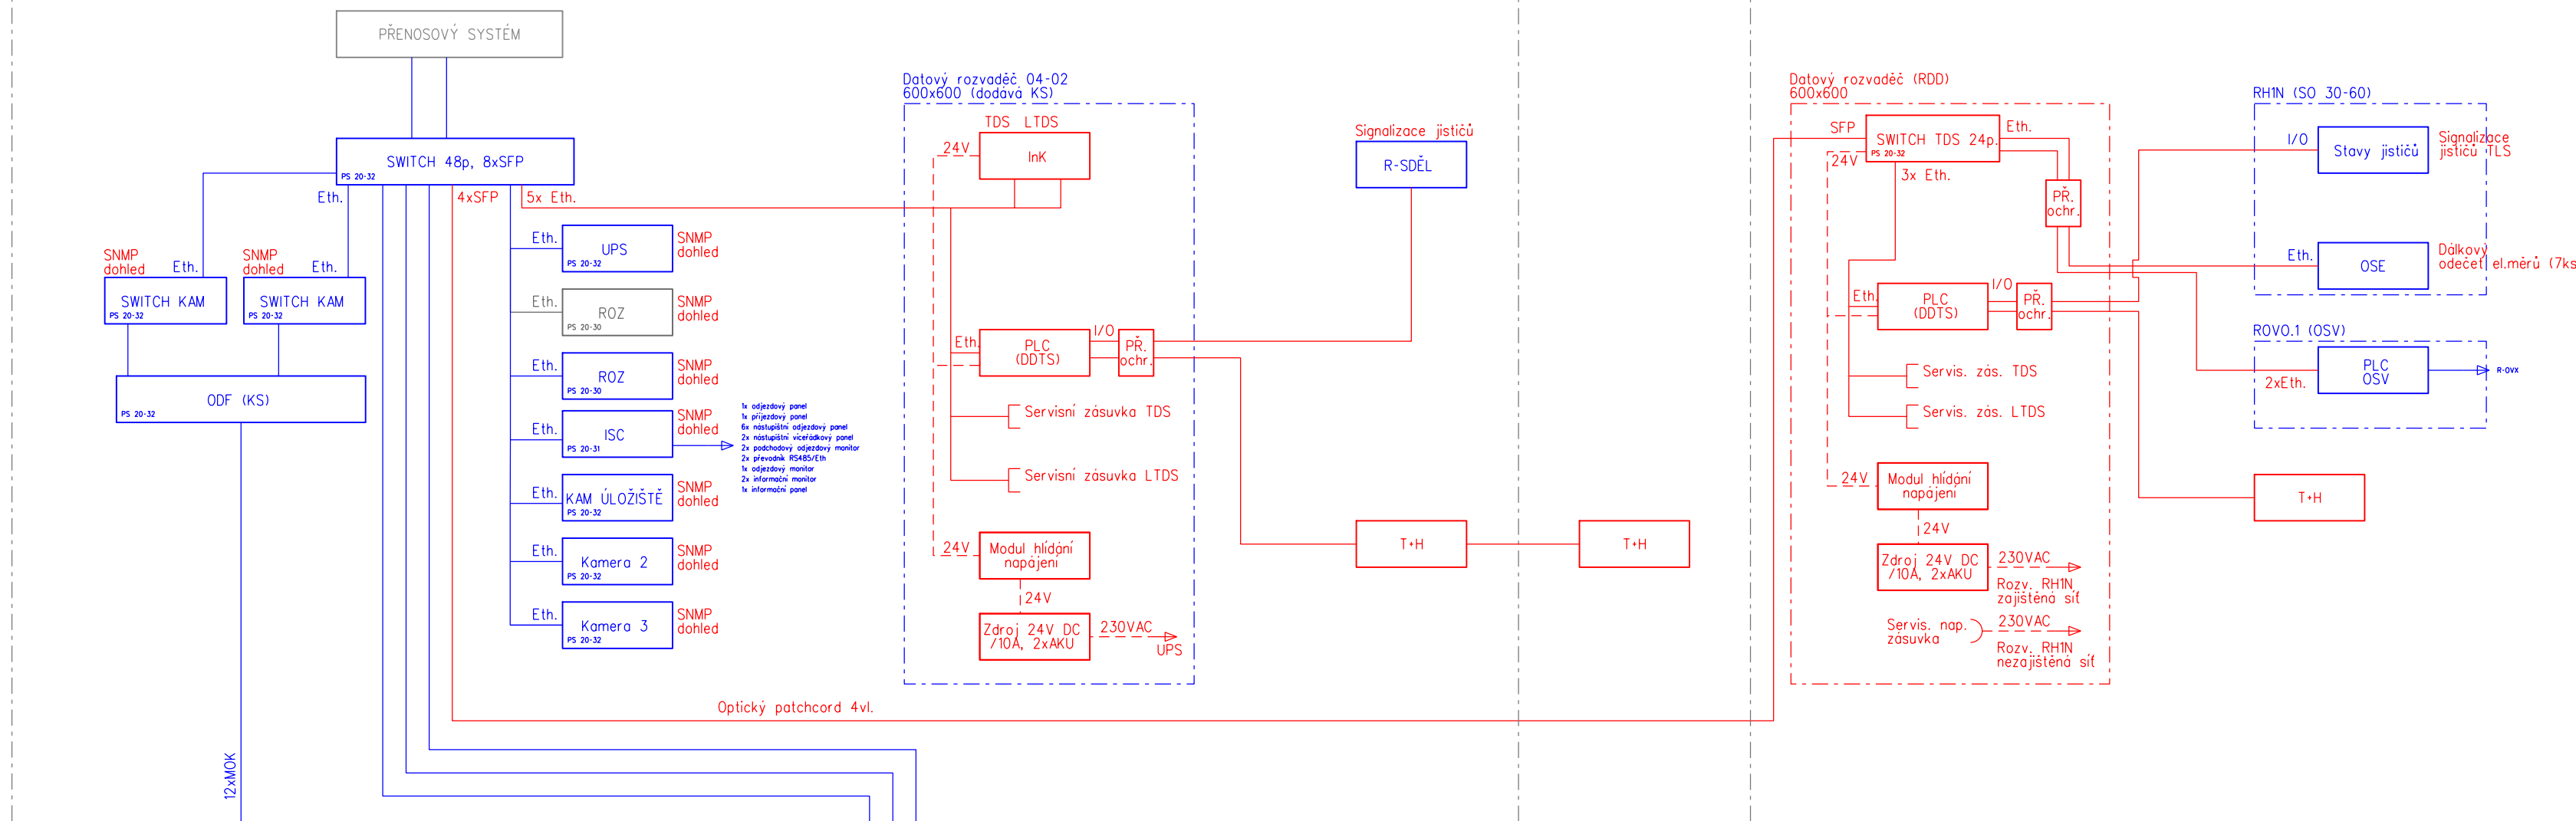 PŘENOSOVÝ SYSTÉM
SWITCH 48p, 8xSFP
PS 20-32
Eth.
4xSFP
5x Eth.
SNMP
dohled
Eth.
SWITCH KAM
PS 20-32
SNMP
dohled
Eth.
SWITCH KAM
PS 20-32
ODF (KS)
PS 20-32
12xMOK
Eth.
UPS
PS 20-32
SNMP
dohled
Eth.
ROZ
PS 20-30
SNMP
dohled
Eth.
ROZ
PS 20-30
SNMP
dohled
Eth.
ISC
PS 20-31
SNMP
dohled
1x odjezdový panel
1x příjezdový panel
6x nástupištní odjezdový panel
2x nástupištní víceřádkový panel
2x podchodový odjezdový monitor
2x převodník RS485/Eth
1x odjezdový monitor
2x informační monitor
1x informační panel
Eth.
KAM ÚLOŽIŠTĚ
PS 20-32
SNMP
dohled
Eth.
Kamera 2
PS 20-32
SNMP
dohled
Eth.
Kamera 3
PS 20-32
SNMP
dohled
Optický patchcord 4vl.
Datový rozvaděč 04-02
600x600 (dodává KS)
TDS LTDS
24V
InK
Eth.
PLC
(DDTS)
I/O
PŘ.
ochr.
Servisní zásuvka TDS
Servisní zásuvka LTDS
24V
Modul hlídání
napájení
24V
Zdroj 24V DC
/10A, 2xAKU
230VAC
UPS
Signalizace jističů
R-SDĚL
T+H
T+H
Datový rozvaděč (RDD)
600x600
SFP
24V
SWITCH TDS 24p.
PS 20-32
Eth.
3x Eth.
PŘ.
ochr.
Eth.
PLC
(DDTS)
I/O
PŘ.
ochr.
Servis. zás. TDS
Servis. zás. LTDS
24V
Modul hlídání
napájení
24V
Zdroj 24V DC
/10A, 2xAKU
230VAC
Rozv. RH1N
zajištěná síť
Servis. nap.
zásuvka
230VAC
Rozv. RH1N
nezajištěná síť
RH1N (SO 30-60)
I/O
Stavy jističů
Signalizace
jističů TLS
Eth.
OSE
Dálkový
odečet el.měrů (7ks
ROVO.1 (OSV)
2xEth.
PLC
OSV
R-OVX
T+H